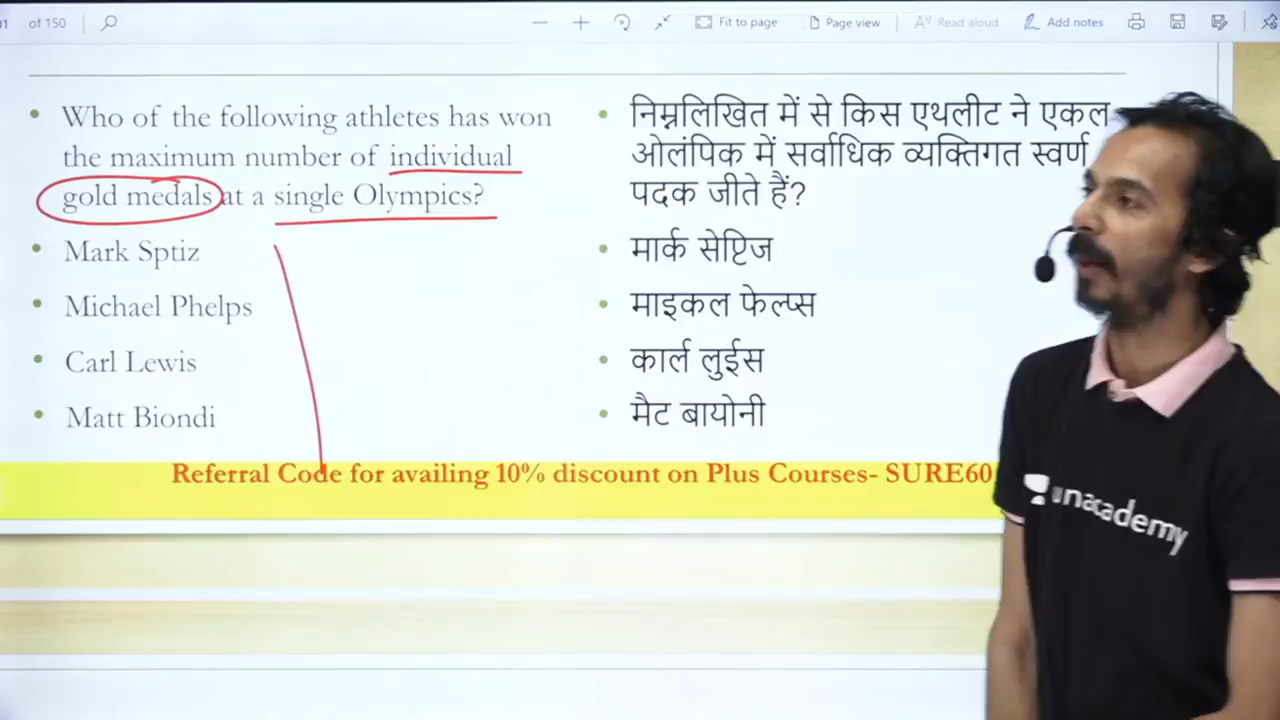 01 of 150
Fit to page
Page view
Read aloud
Add notes
Who of the following athletes has won
the maximum number of individual
gold medals at a single Olympics?
Mark Sptiz
Michael Phelps
Carl Lewis
Matt Biondi
निम्नलिखित में से किस एथलीट ने एकल
ओलंपिक में सर्वाधिक व्यक्तिगत स्वर्ण
पदक जीते हैं?
मार्क सेप्टिज
माइकल फेल्प्स
कार्ल लुईस
मैट बायोनी
Referral Code for availing 10% discount on Plus Courses- SURE60
unacademy